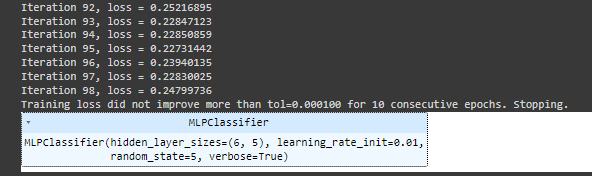 Iteration 92, loss = 0.25216895
Iteration 93, loss = 0.22847123
Iteration 94, loss = 0.22850859
Iteration 95, loss = 0.22731442
Iteration 96, loss = 0.23940135
Iteration 97, loss = 0.22830025
Iteration 98, loss = 0.24799736
Training loss did not improve more than tol=0.000100 for 10 consecutive epochs. Stopping.
MLPClassifier
MLPClassifier(hidden_layer_sizes=(6, 5), learning_rate_init=0.01,
random_state=5, verbose=True)